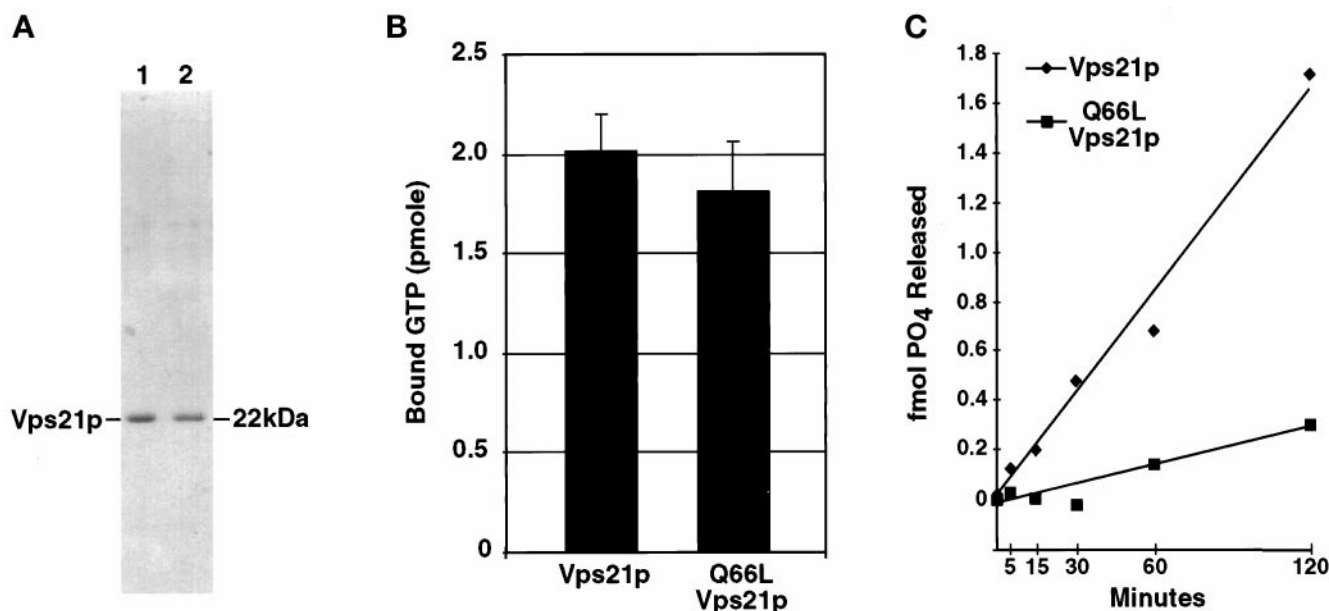 A
1 2
Vps21p
22kDa
B
2.5
2.0
1.5
1.0
0.5
0
Bound GTP (pmole)
Vps21p
Q66L
Vps21p
C
1.8
1.6
1.4
1.2
1.0
0.8
0.6
0.4
0.2
0
fmol PO4 Released
Vps21p
Q66L
Vps21p
5 15 30 60 120
Minutes